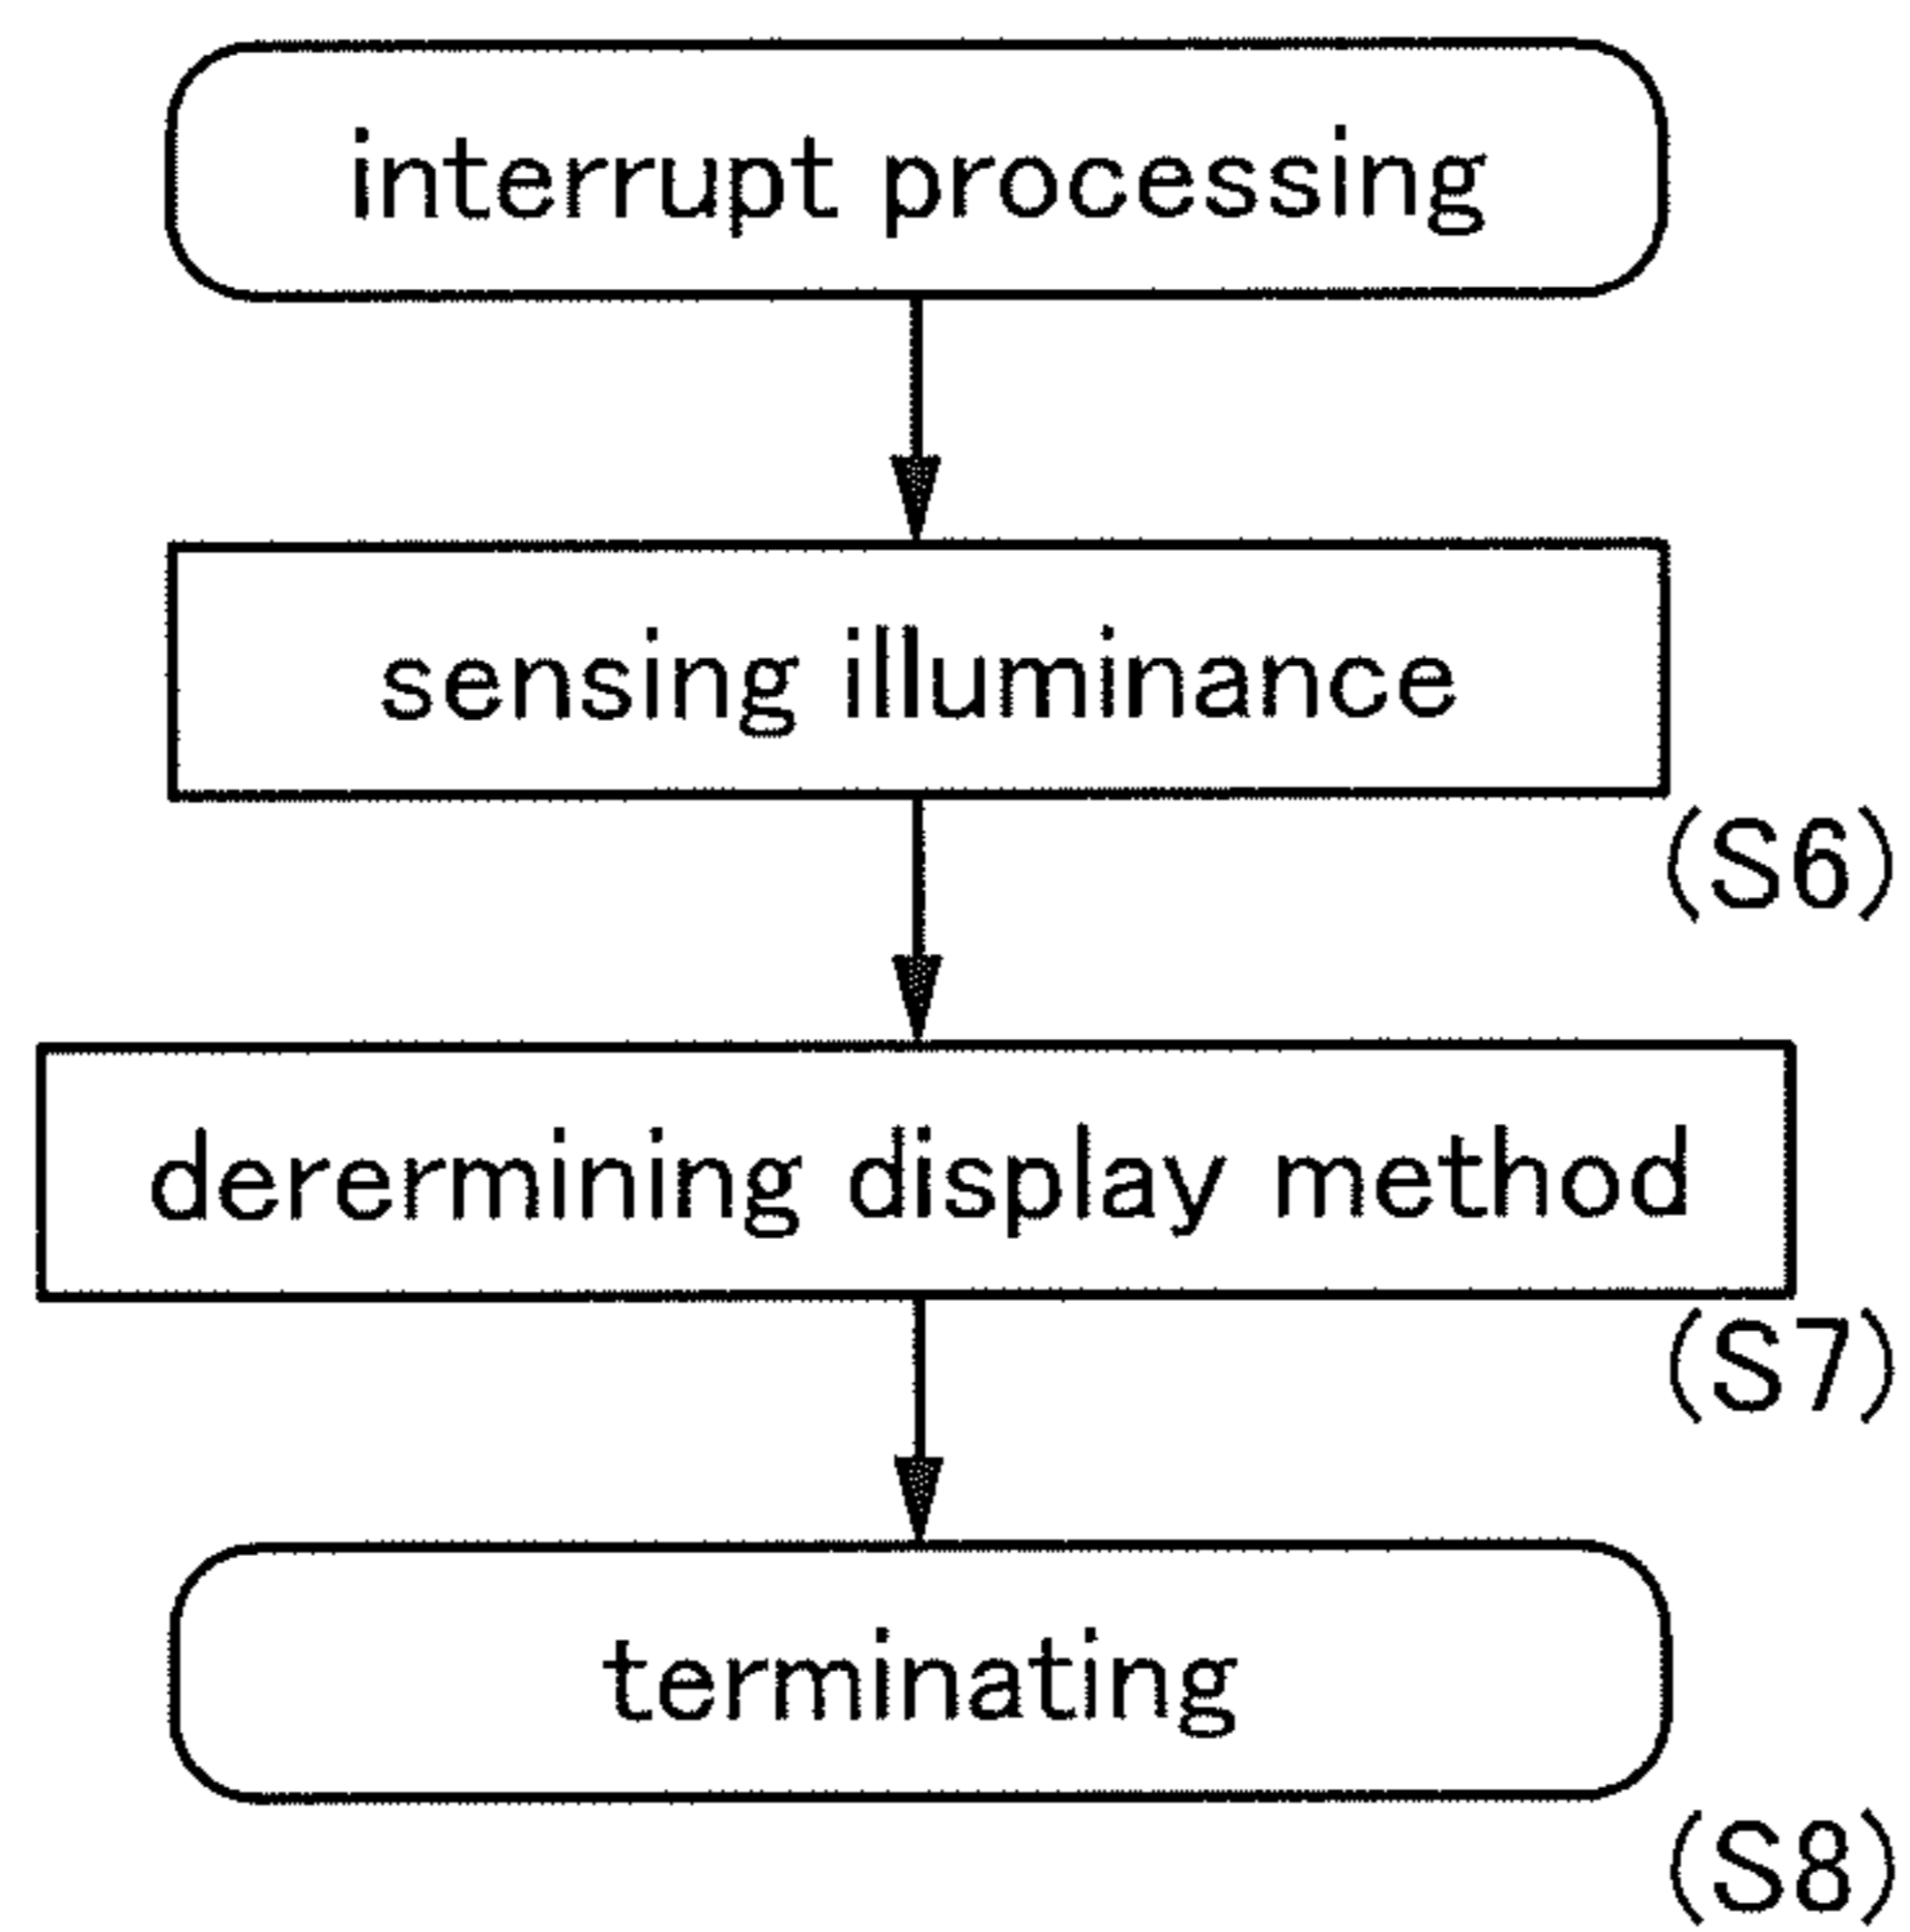 interrupt processing
sensing illuminance
(S6)
derermining display method
(S7)
terminating
(S8)